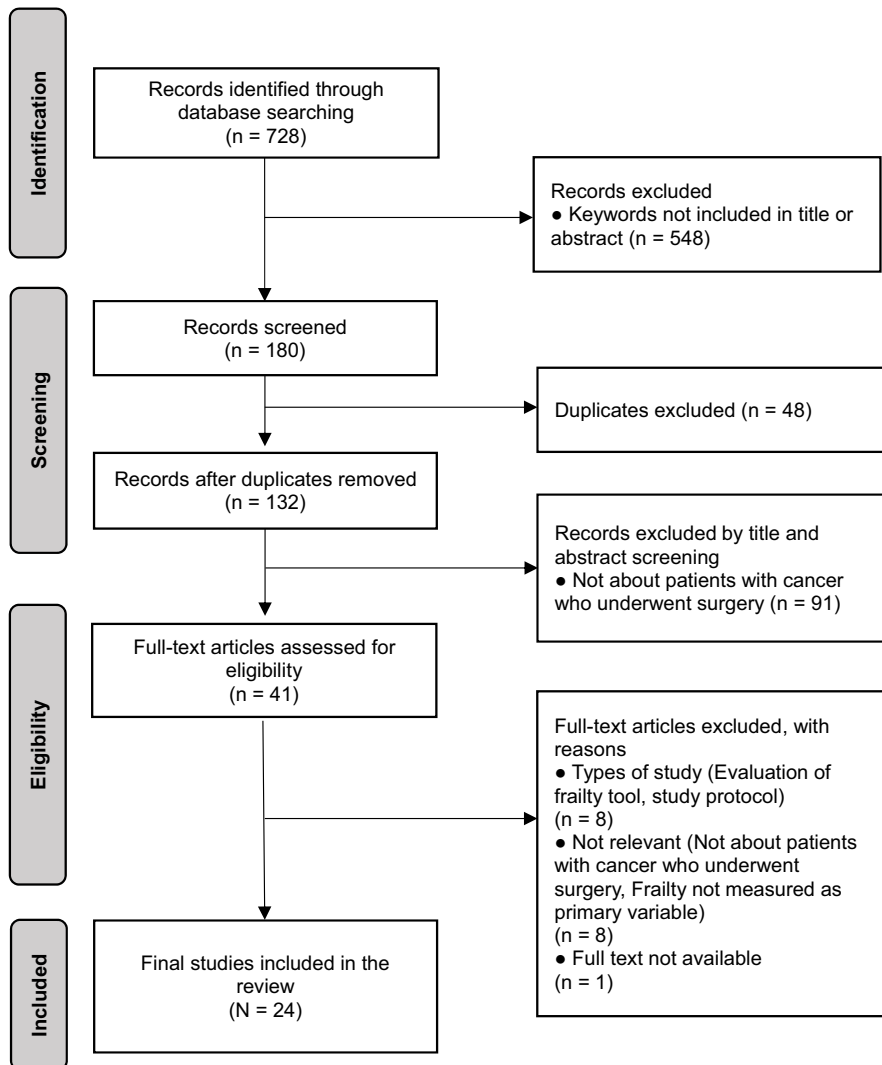 Identification
Records identified through
database searching
(n = 728)
Records excluded
● Keywords not included in title or
abstract (n = 548)
Screening
Records screened
(n = 180)
Duplicates excluded (n = 48)
Records after duplicates removed
(n = 132)
Records excluded by title and
abstract screening
● Not about patients with cancer
who underwent surgery (n = 91)
Eligibility
Full-text articles assessed for
eligibility
(n = 41)
Full-text articles excluded, with
reasons
● Types of study (Evaluation of
frailty tool, study protocol)
(n = 8)
● Not relevant (Not about patients
with cancer who underwent
surgery, Frailty not measured as
primary variable)
(n = 8)
● Full text not available
(n = 1)
Included
Final studies included in the
review
(N = 24)